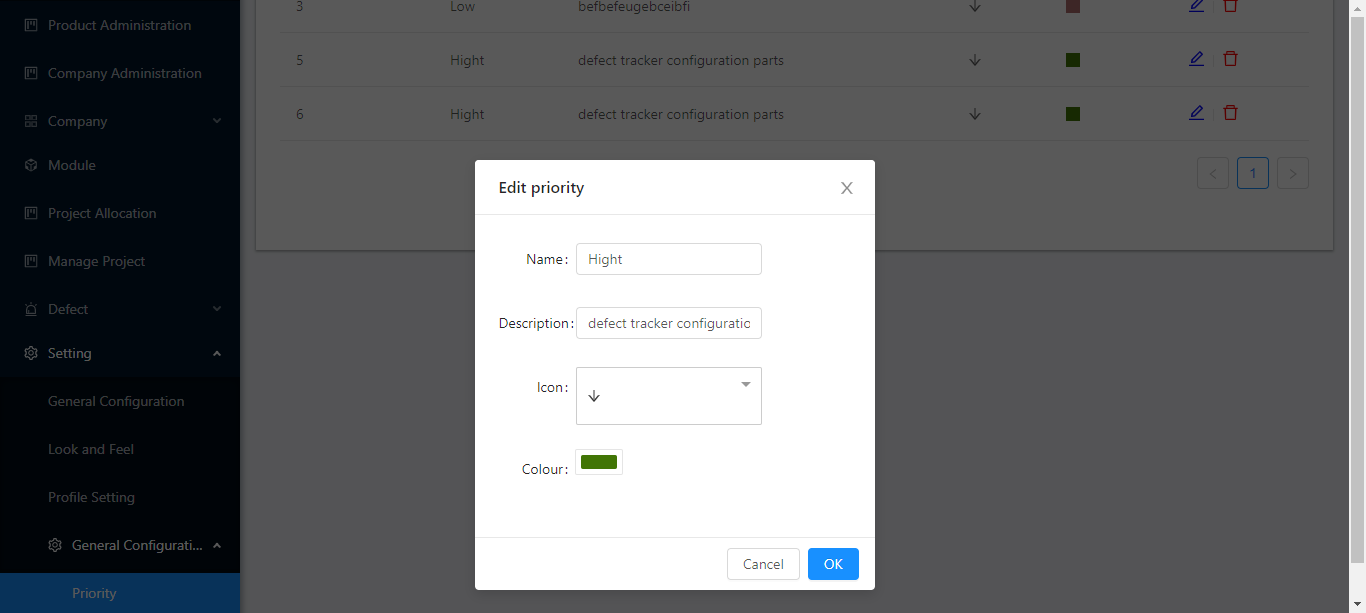 Product Administration
Company Administration
Company
Module
Project Allocation
Manage Project
Defect
Setting
General Configuration
Look and Feel
Profile Setting
General Configurati...
Priority
3 Low befbefeugebceibfi
5 Hight defect tracker configuration parts
6 Hight defect tracker configuration parts
< 1 >
Edit priority
Name: Hight
Description: defect tracker configuratio
Icon:
Colour:
Cancel OK